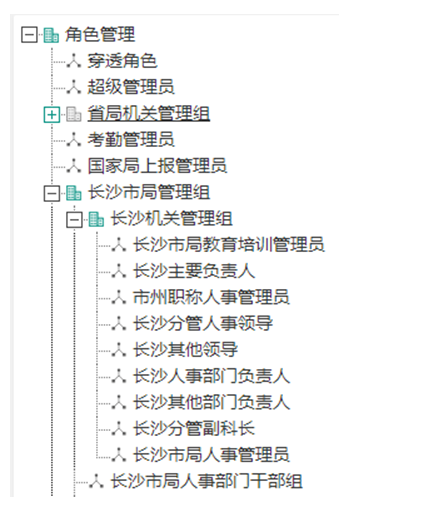 角色管理
穿透角色
超级管理员
省局机关管理组
考勤管理员
国家局上报管理员
长沙市局管理组
长沙机关管理组
长沙市局教育培训管理员
长沙主要负责人
市州职称人事管理员
长沙分管人事领导
长沙其他领导
长沙人事部门负责人
长沙其他部门负责人
长沙分管副科长
长沙市局人事管理员
长沙市局人事部门干部组